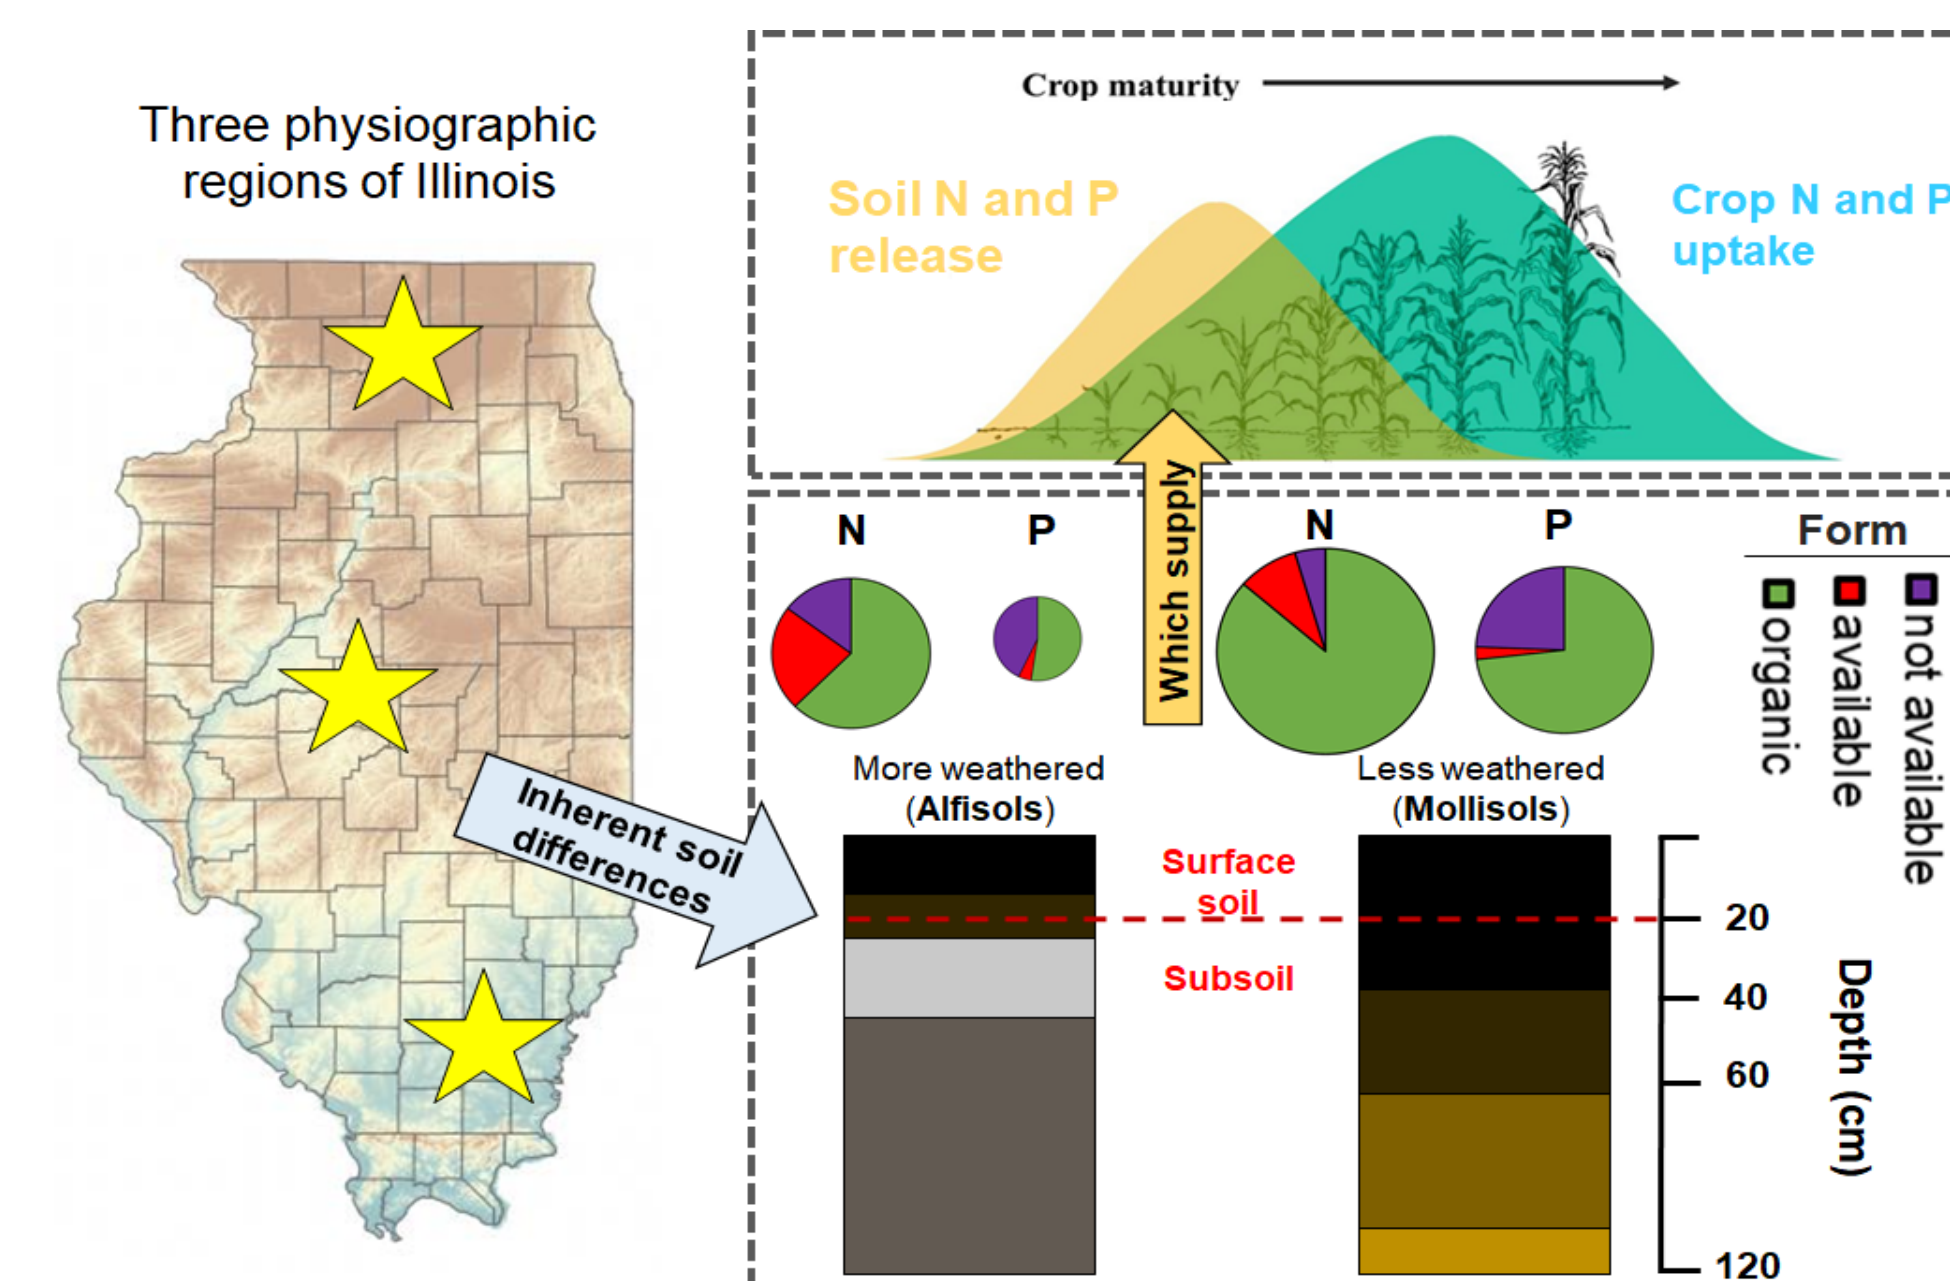 Three physiographic
regions of Illinois
Crop maturity
Soil N and P
release
Crop N and P
uptake
Which supply
Inherent soil
differences
N
P
N
P
Form
organic
available
not available
More weathered
(Alfisols)
Less weathered
(Mollisols)
Surface
soil
Subsoil
20
40
60
120
Depth (cm)